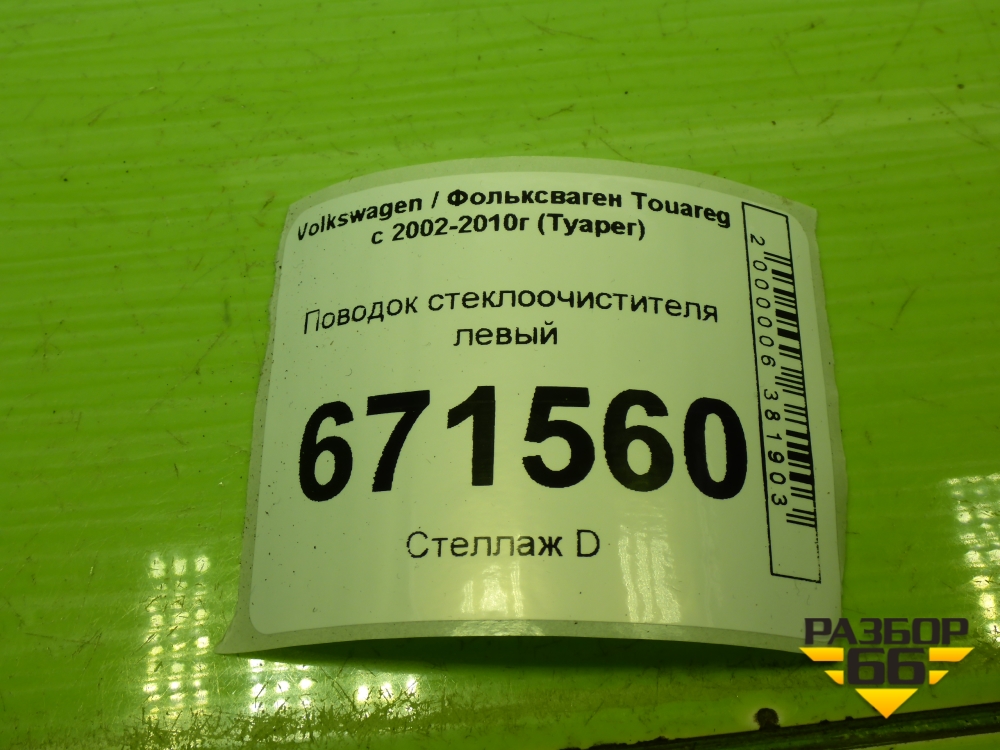 Volkswagen / Фольксваген Touareg
с 2002-2010г (Туарег)
Поводок стеклоочистителя
левый
671560
Стеллаж D
2000006381903
РАЗБОР
66